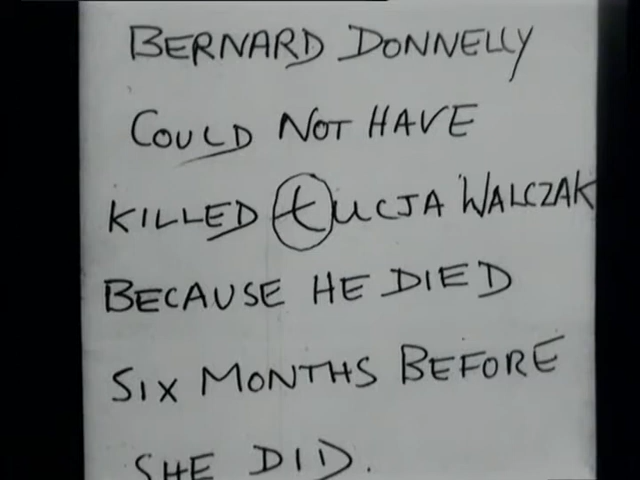 BERNARD DONNELLY
COULD NOT HAVE
KILLED ŁUCJA WALCZAK
BECAUSE HE DIED
SIX MONTHS BEFORE
SHE DID.